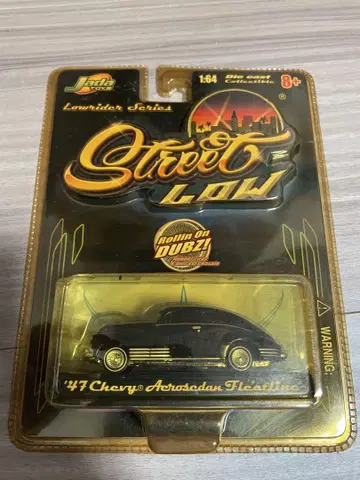 Jada
TOYS
1:64 Die cast Collectible 8+
Lowrider Series
Street
LOW
®
Rollin On
DUBZ!
WARNING:
'47 Chevy® Aerosedan Fleetline